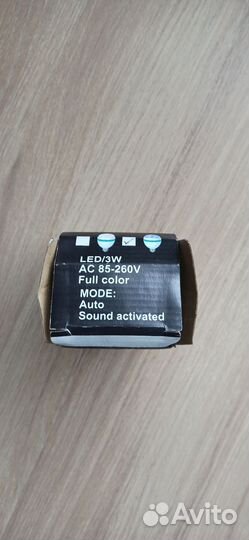 LED/3W
AC 85-260V
Full color
MODE:
Auto
Sound activated
Avito